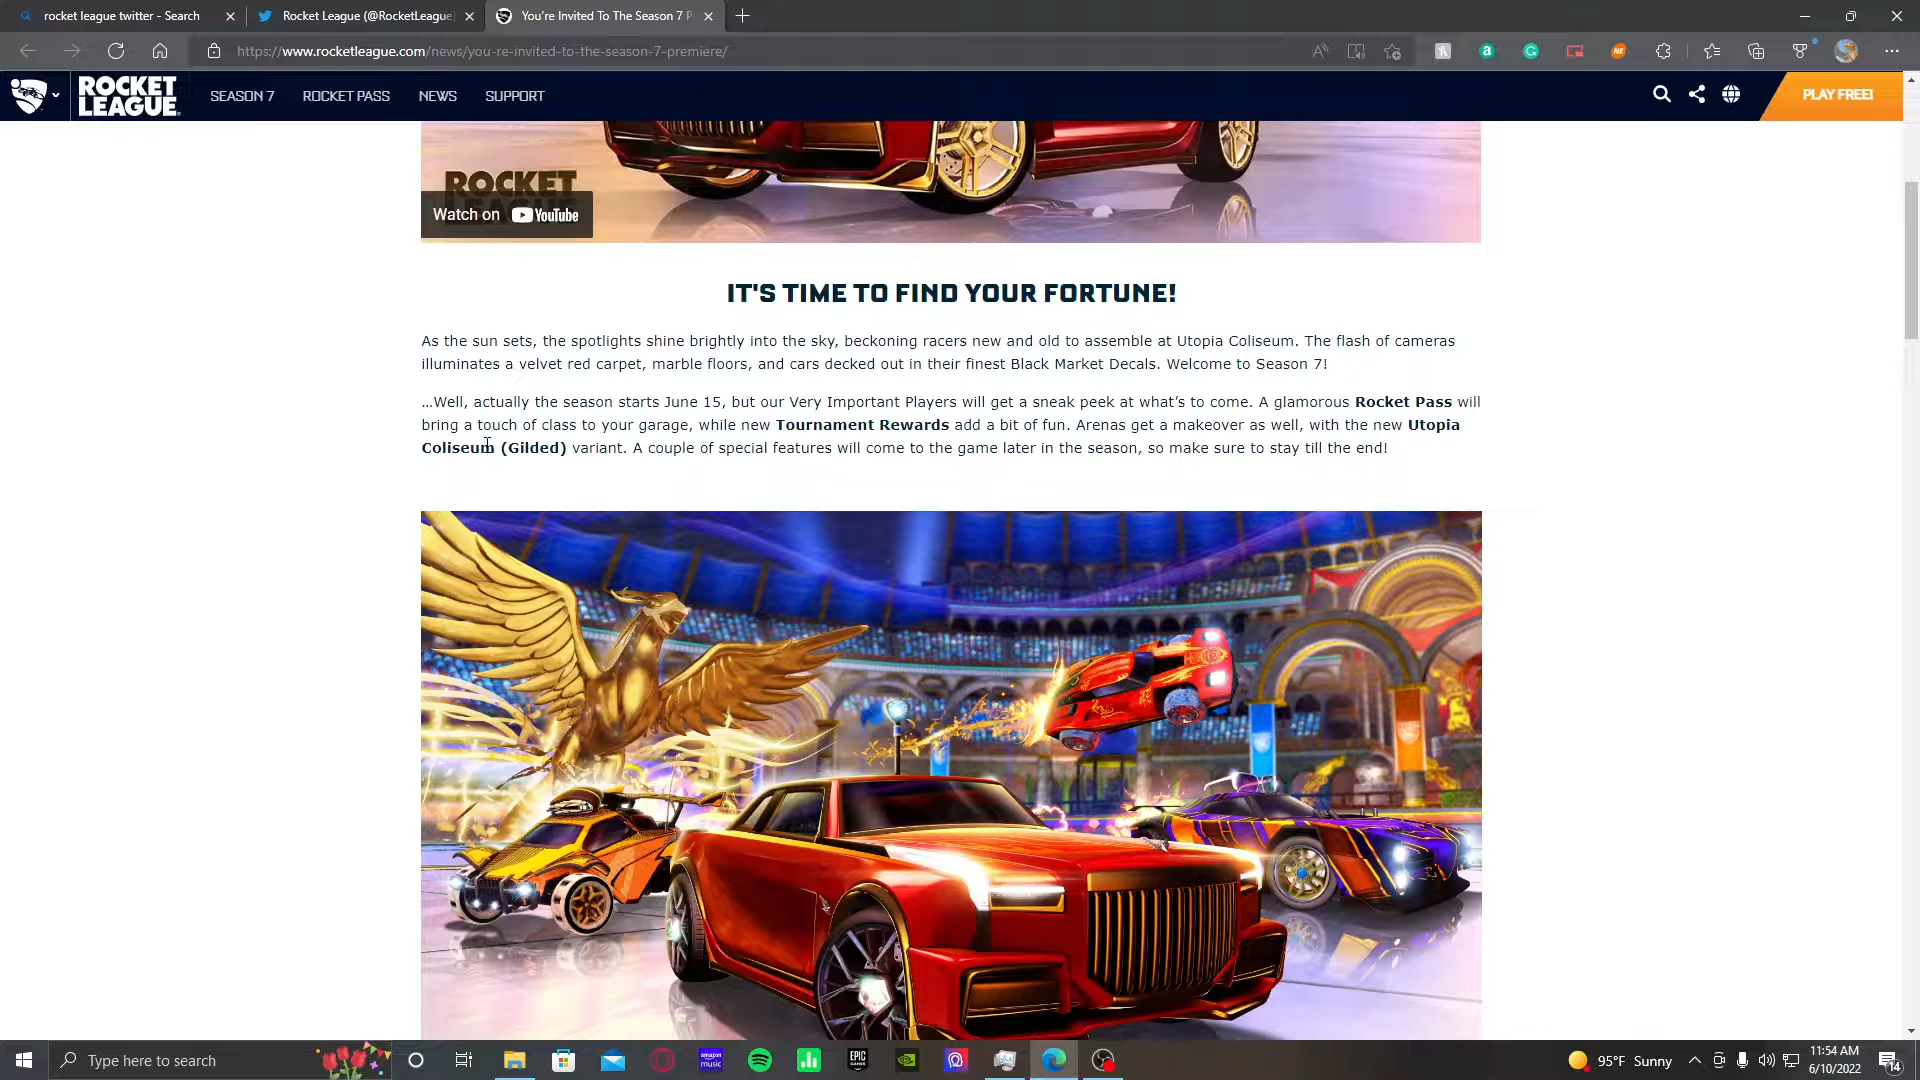 rocket league twitter - Search
Rocket League (@RocketLeague)
You're Invited To The Season 7 P
https://www.rocketleague.com/news/you-re-invited-to-the-season-7-premiere/
ROCKET
LEAGUE
SEASON 7
ROCKET PASS
NEWS
SUPPORT
PLAY FREE!
ROCKET
Watch on YouTube
IT'S TIME TO FIND YOUR FORTUNE!
As the sun sets, the spotlights shine brightly into the sky, beckoning racers new and old to assemble at Utopia Coliseum. The flash of cameras
illuminates a velvet red carpet, marble floors, and cars decked out in their finest Black Market Decals. Welcome to Season 7!
…Well, actually the season starts June 15, but our Very Important Players will get a sneak peek at what's to come. A glamorous Rocket Pass will
bring a touch of class to your garage, while new Tournament Rewards add a bit of fun. Arenas get a makeover as well, with the new Utopia
Coliseum (Gilded) variant. A couple of special features will come to the game later in the season, so make sure to stay till the end!
Type here to search
amazon
music
EPIC
GAMES
95°F Sunny
11:54 AM
6/10/2022
14